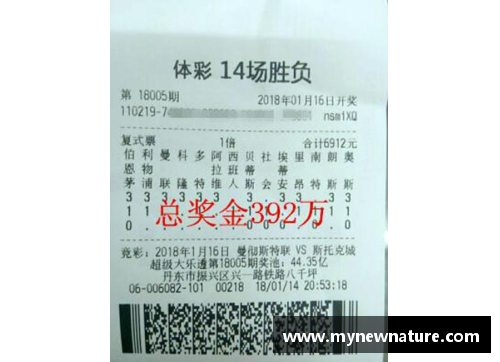 体彩 14场胜负
第 18005期 2018年01月16日开奖
110219-7 nsm1XQ
复式票 1倍 合计6912元
伯利曼科多阿西贝社埃里南朗奥
恩物 拉班蒂 蒂
茅浦联隆特维人斯会安昂特斯斯
总奖金392万
竞彩：2018年1月16日 曼彻斯特联 VS 斯托克城
超级大乐透第18005期奖池：44.35亿
丹东市振兴区兴一路铁路八千坪
06-006082-101 00218 18/01/14 20:53:18
www.mynewnature.com